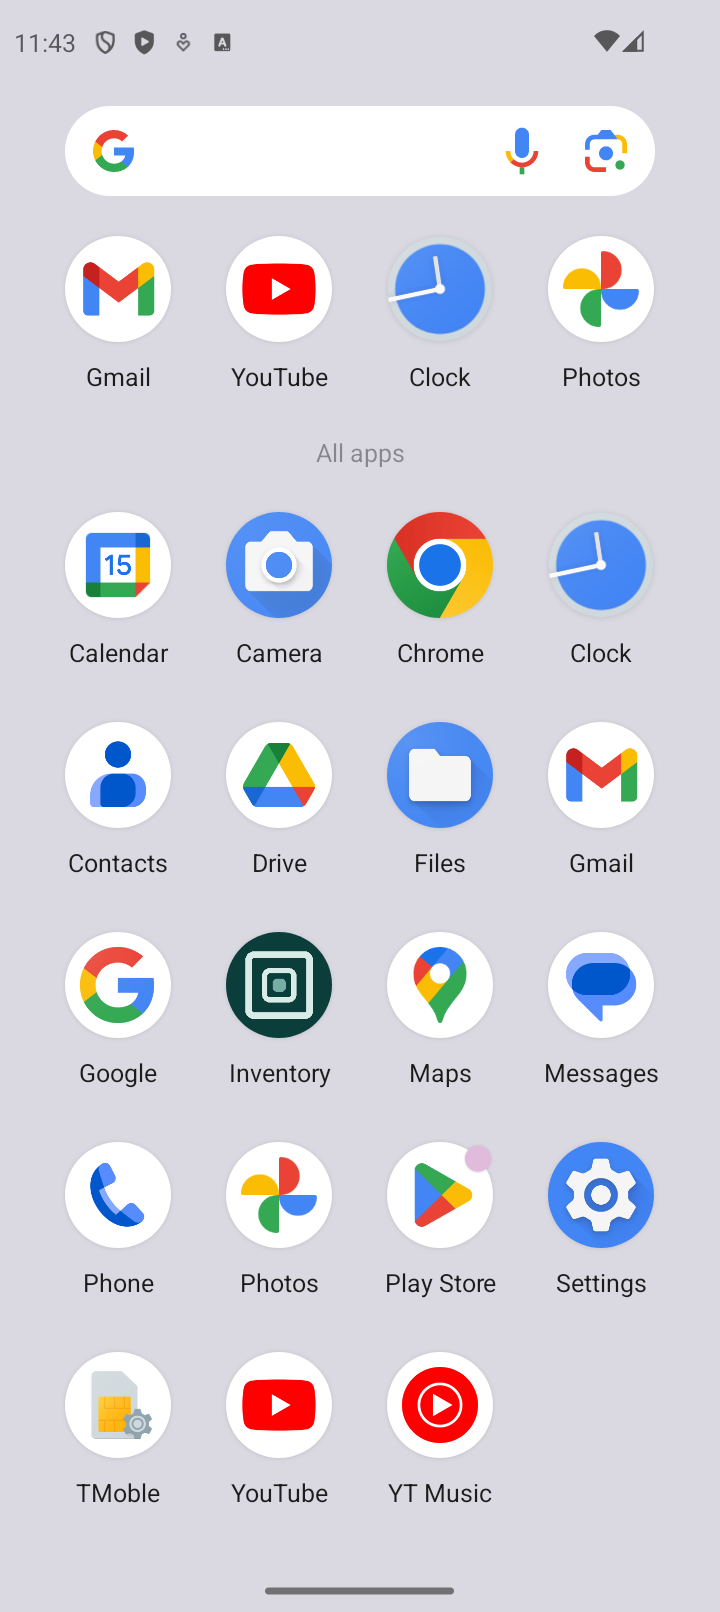 11:43
Gmail YouTube Clock Photos
All apps
15
Calendar Camera Chrome Clock
Contacts Drive Files Gmail
Google Inventory Maps Messages
Phone Photos Play Store Settings
TMoble YouTube YT Music